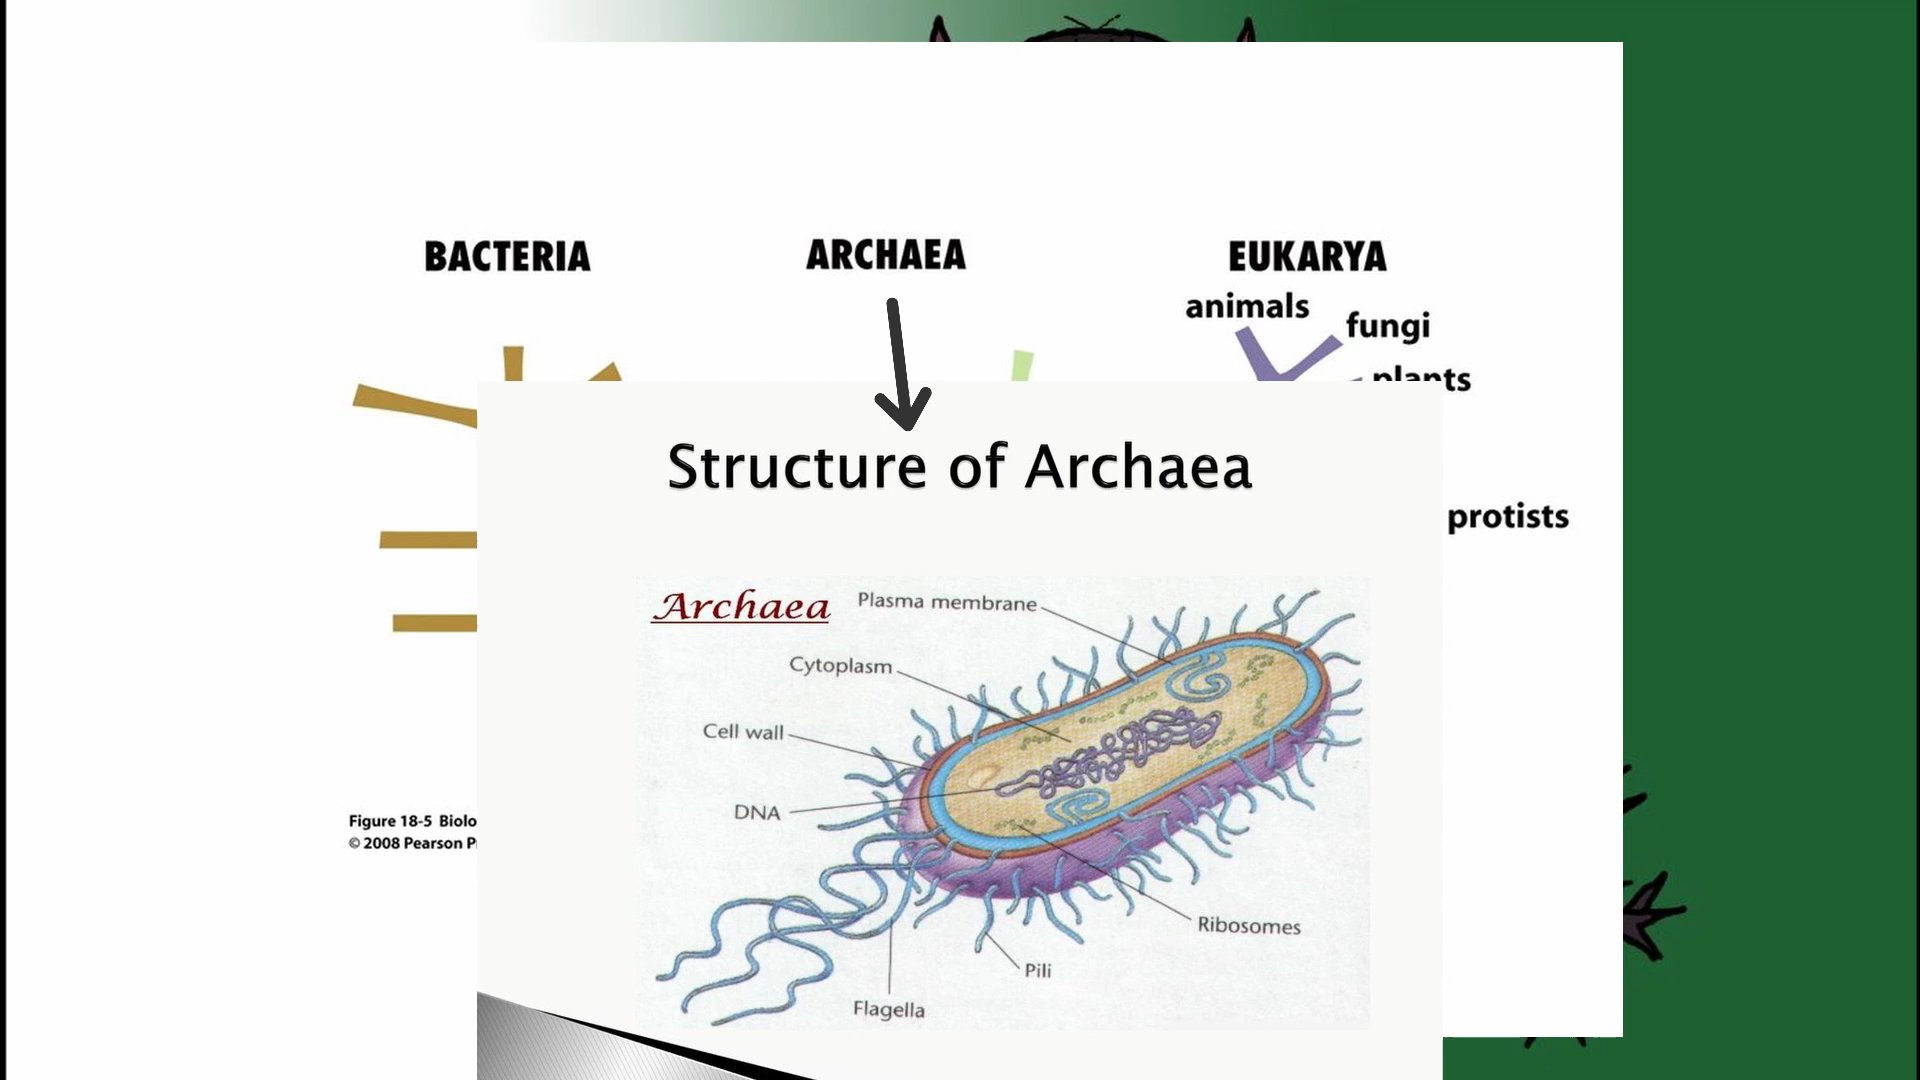 BACTERIA
ARCHAEA
EUKARYA
animals
fungi
plants
Structure of Archaea
protists
Archaea
Plasma membrane
Cytoplasm
Cell wall
DNA
Figure 18-5
© 2008 Pearson
Ribosomes
Pili
Flagella